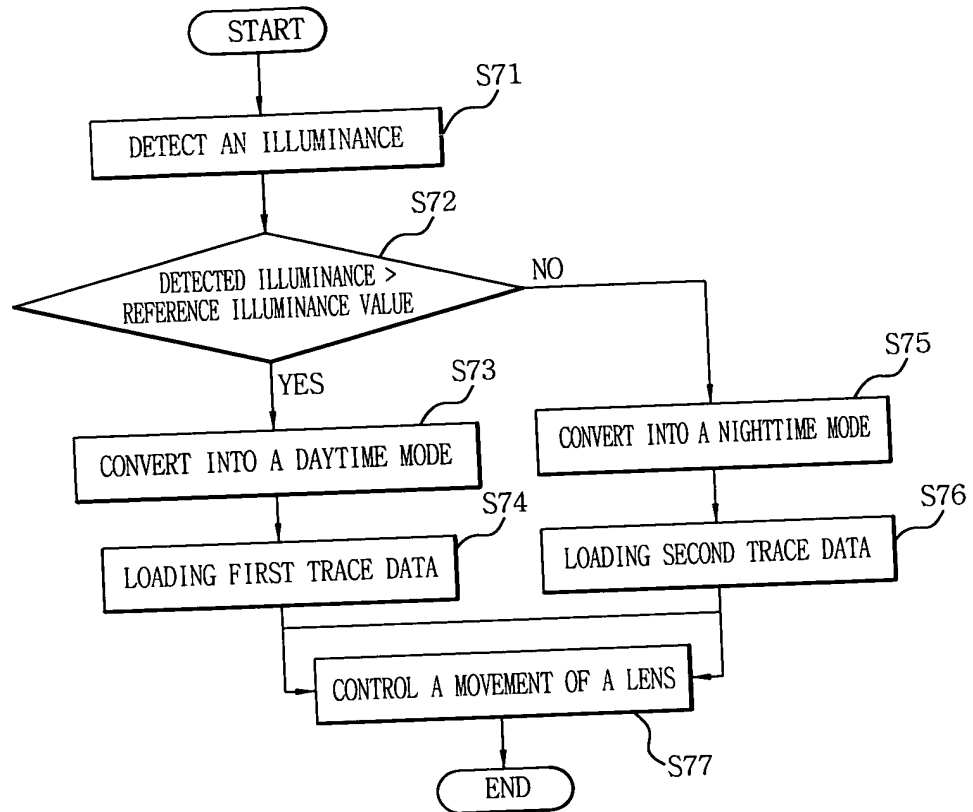 START
S71
DETECT AN ILLUMINANCE
S72
DETECTED ILLUMINANCE >
REFERENCE ILLUMINANCE VALUE
NO
YES
S73
CONVERT INTO A DAYTIME MODE
S75
CONVERT INTO A NIGHTTIME MODE
S74
LOADING FIRST TRACE DATA
S76
LOADING SECOND TRACE DATA
CONTROL A MOVEMENT OF A LENS
S77
END